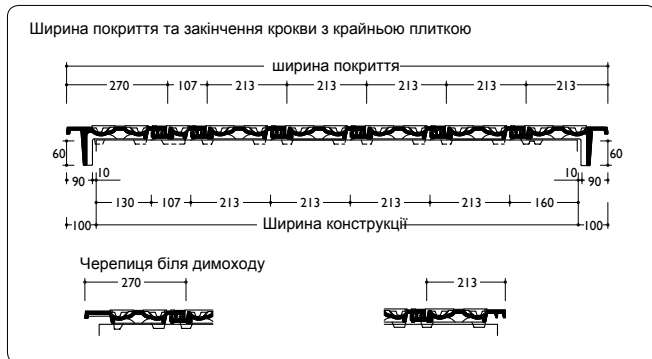 Ширина покриття та закінчення крокви з крайньою плиткою
ширина покриття
270 107 213 213 213 213 213
60 60
10 10
90 90
130 107 213 213 213 213 160
100 Ширина конструкції 100
Черепиця біля димоходу
270 213